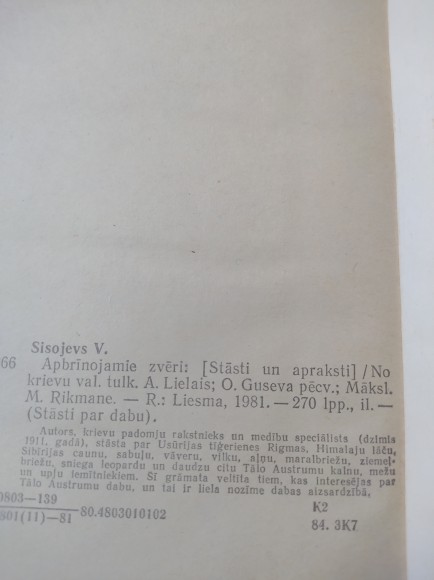 Sisojevs V.
66 Apbrīnojamie zvēri: [Stāsti un apraksti] / No
krievu val. tulk. A. Lielais; O. Guseva pēcv.; Māksl.
M. Rikmane. — R.: Liesma, 1981. — 270 lpp., il. —
(Stāsti par dabu).
Autors, krievu padomju rakstnieks un medību speciālists (dzimis
1911. gadā), stāsta par Usūrijas tīģerienes Rigmas, Himalaju lāču,
Sibīrijas caunu, sabuļu, vāveru, vilku, aļņu, maralbriežu, ziemeļ-
briežu, sniega leopardu un daudzu citu Tālo Austrumu kalnu, mežu
un upju iemītniekiem. Šī grāmata veltīta tiem, kas interesējas par
Tālo Austrumu dabu, un tai ir liela nozīme dabas aizsardzībā.
0803—139
801(11)—81 —80.4803010102 K2
84. 3K7